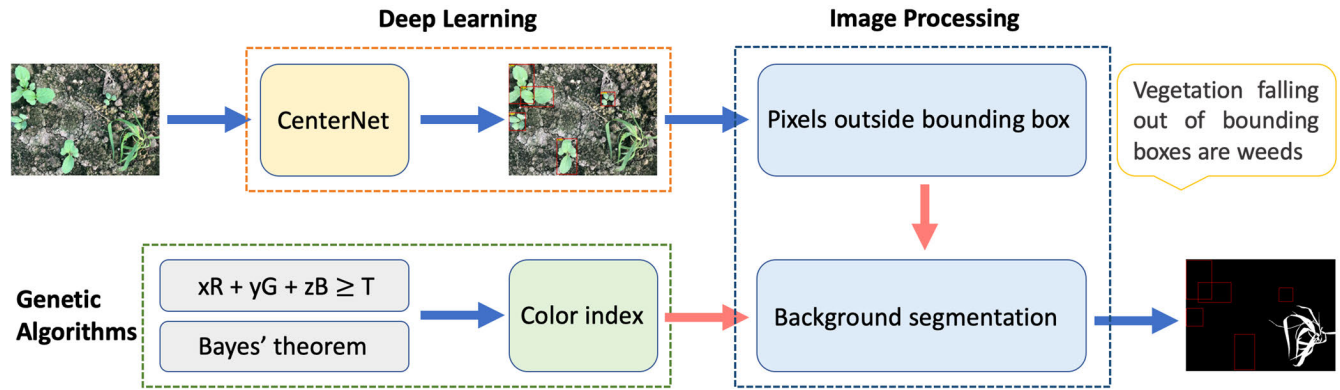 Deep Learning
Image Processing
CenterNet
Pixels outside bounding box
Vegetation falling
out of bounding
boxes are weeds
Genetic
Algorithms
xR + yG + zB ≥ T
Bayes’ theorem
Color index
Background segmentation